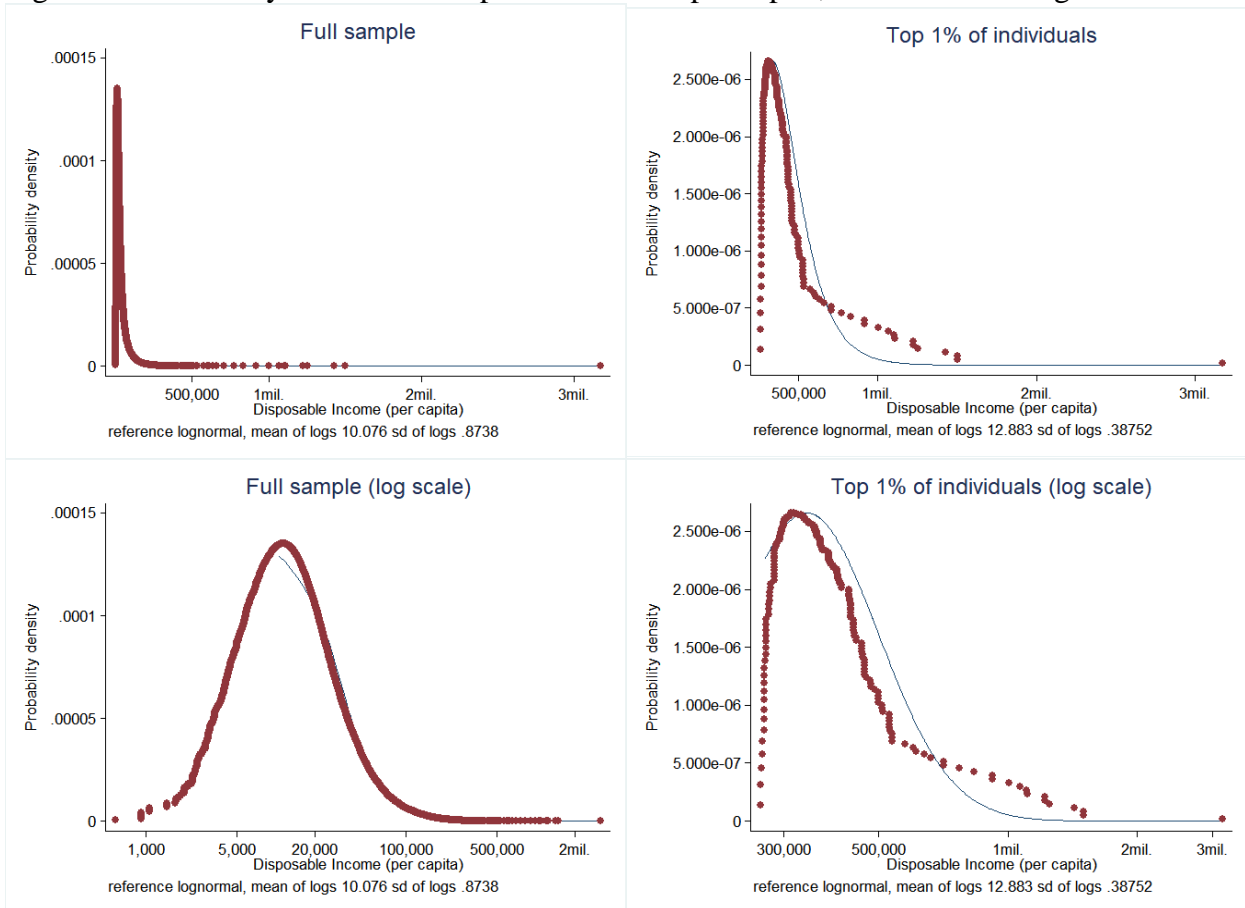 Full sample
.00015
.0001
.00005
0
Probability density
500,000 1mil. 2mil. 3mil.
Disposable Income (per capita)
reference lognormal, mean of logs 10.076 sd of logs .8738
Top 1% of individuals
2.500e-06
2.000e-06
1.500e-06
1.000e-06
5.000e-07
0
Probability density
500,000 1mil. 2mil. 3mil.
Disposable Income (per capita)
reference lognormal, mean of logs 12.883 sd of logs .38752
Full sample (log scale)
.00015
.0001
.00005
0
Probability density
1,000 5,000 20,000 100,000 500,000 2mil.
Disposable Income (per capita)
reference lognormal, mean of logs 10.076 sd of logs .8738
Top 1% of individuals (log scale)
2.500e-06
2.000e-06
1.500e-06
1.000e-06
5.000e-07
0
Probability density
300,000 500,000 1mil. 2mil. 3mil.
Disposable Income (per capita)
reference lognormal, mean of logs 12.883 sd of logs .38752